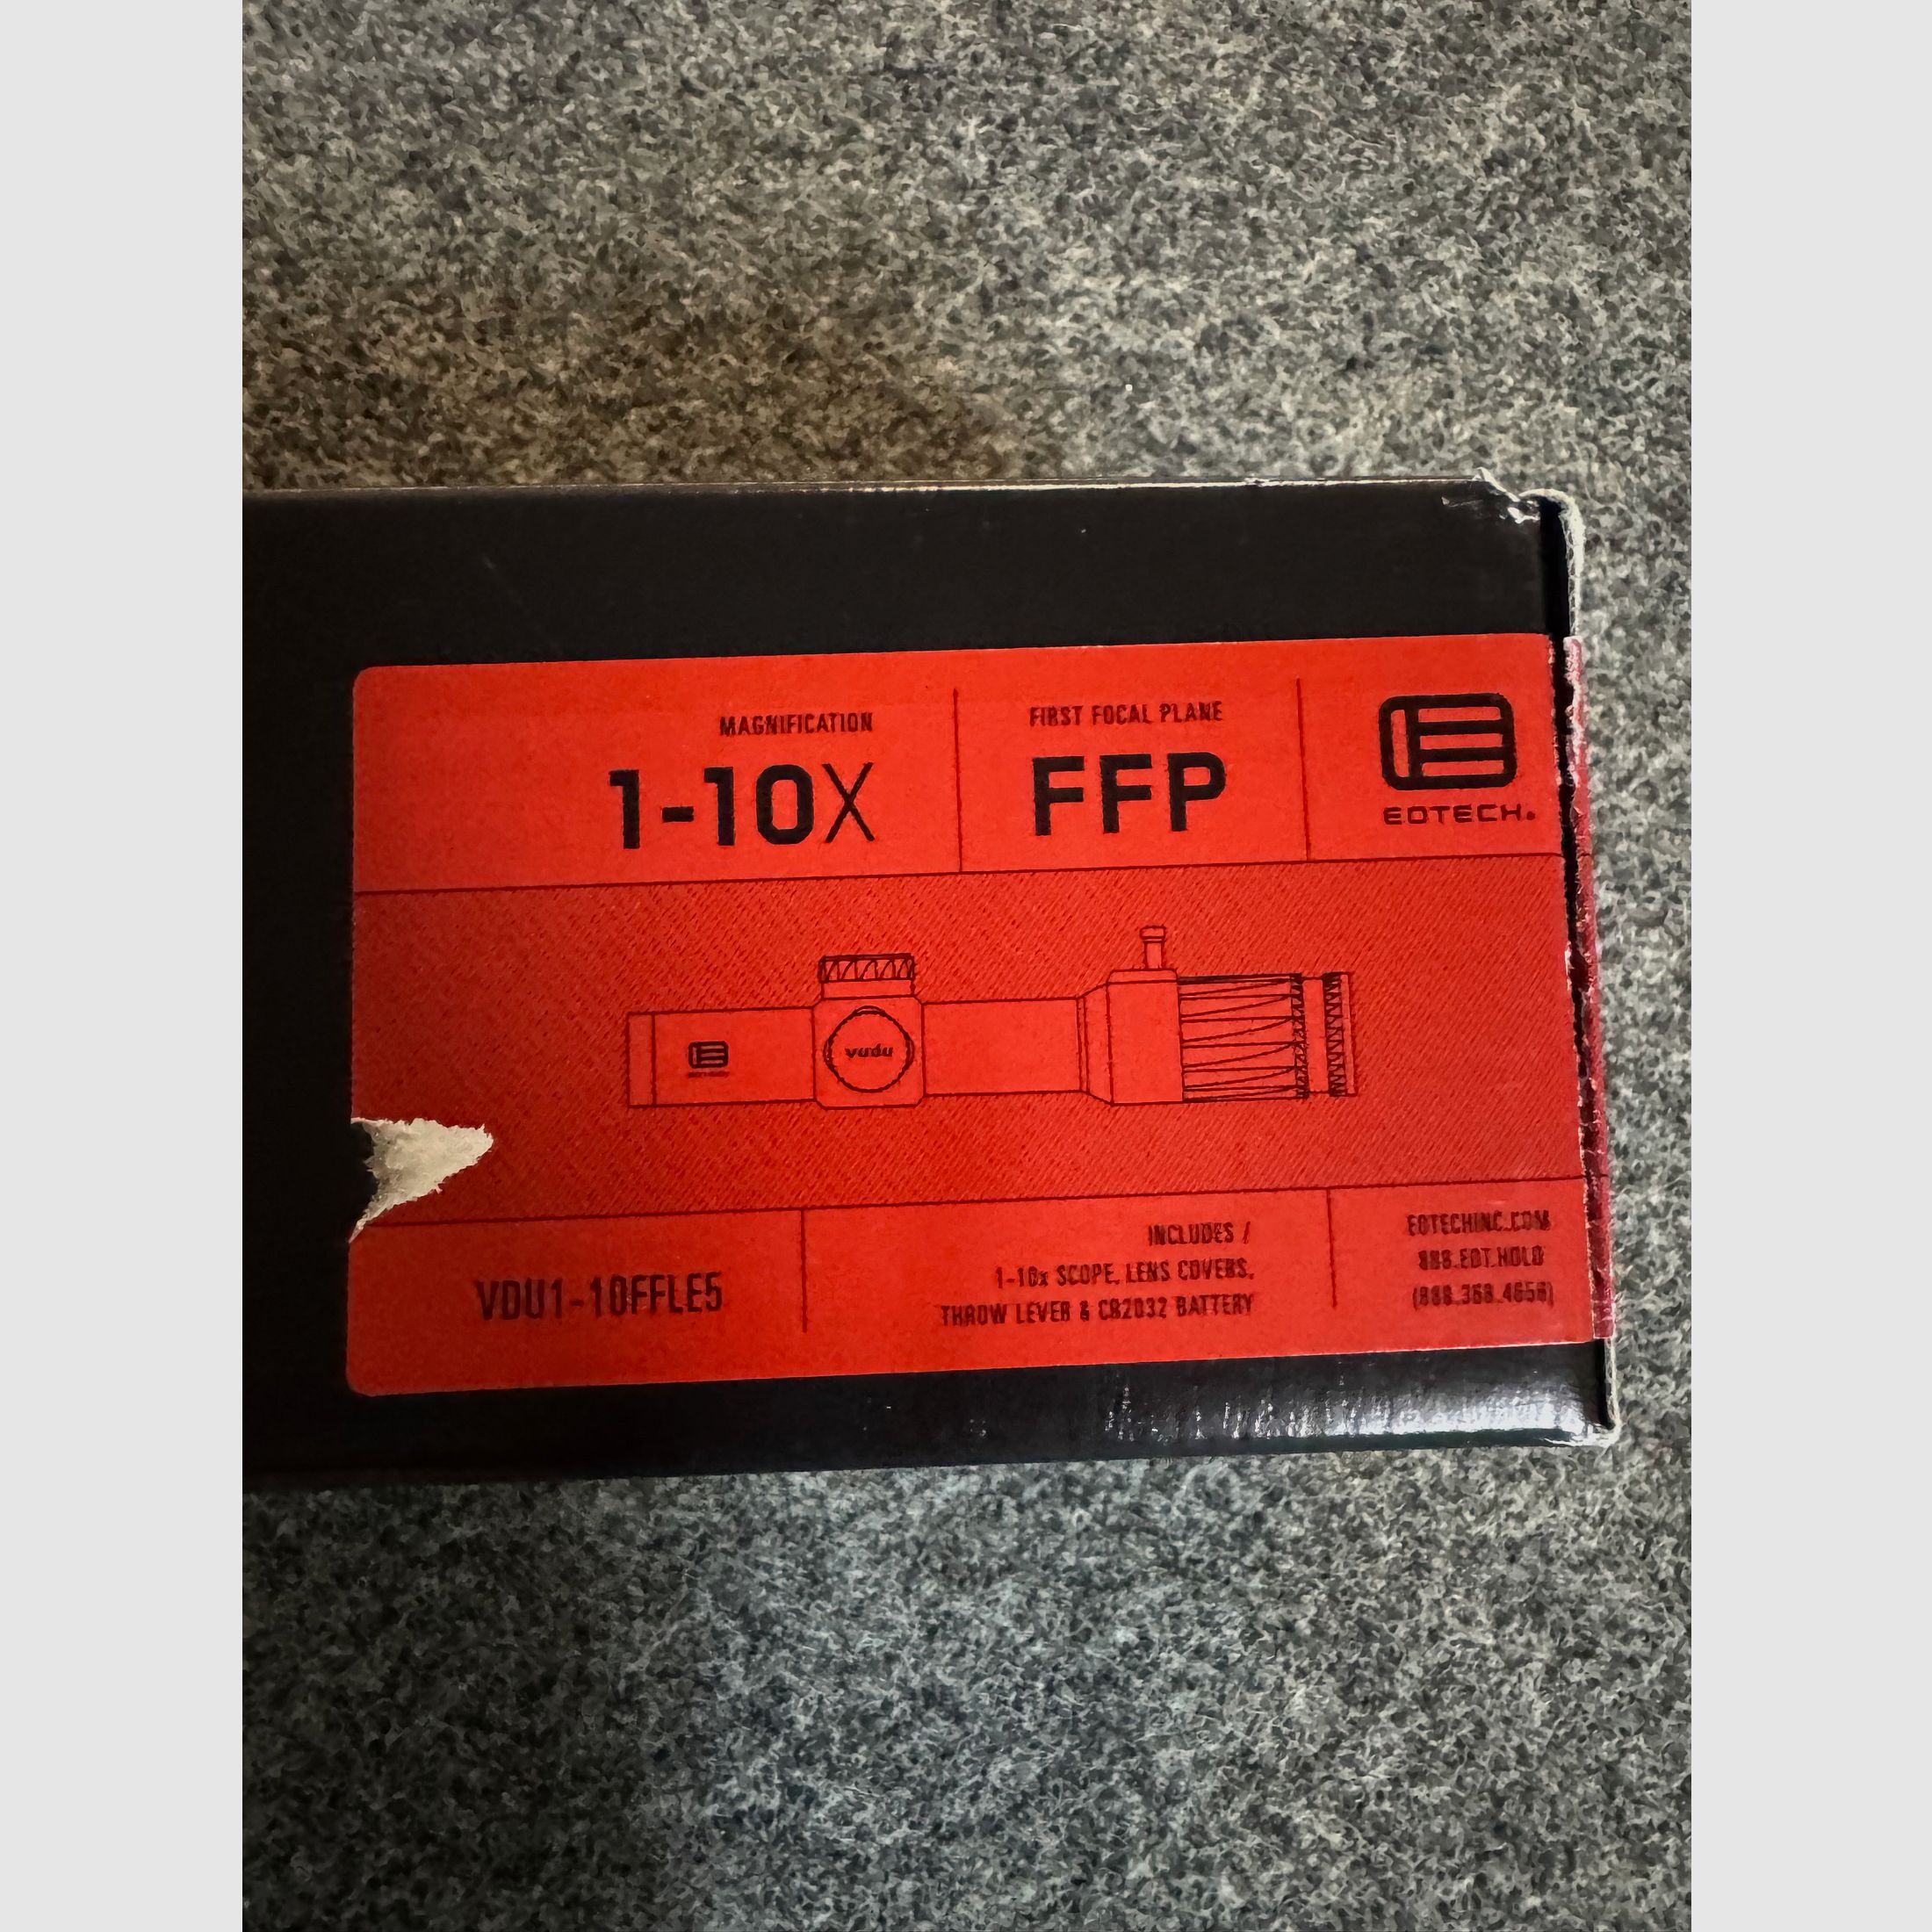 MAGNIFICATION
1-10X
FIRST FOCAL PLANE
FFP
EOTECH®
vudu
VDU1-10FFLE5
INCLUDES /
1-10x SCOPE, LENS COVERS,
THROW LEVER & CR2032 BATTERY
EOTECHINC.COM
888.EOT.HOLO
(888.368.4656)